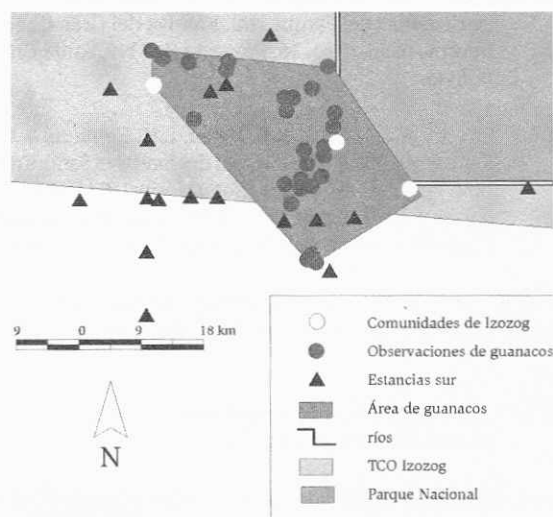 9 0 9 18 km
N
Comunidades de Izozog
Observaciones de guanacos
Estancias sur
Área de guanacos
ríos
TCO Izozog
Parque Nacional